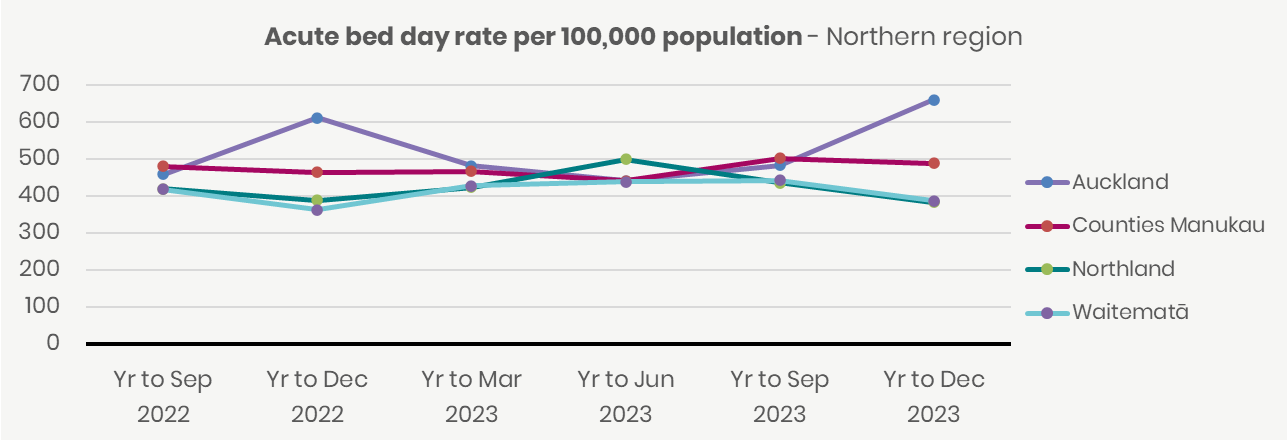 Acute bed day rate per 100,000 population - Northern region
700
600
500
400
300
200
100
0
Yr to Sep 2022
Yr to Dec 2022
Yr to Mar 2023
Yr to Jun 2023
Yr to Sep 2023
Yr to Dec 2023
Auckland
Counties Manukau
Northland
Waitematā